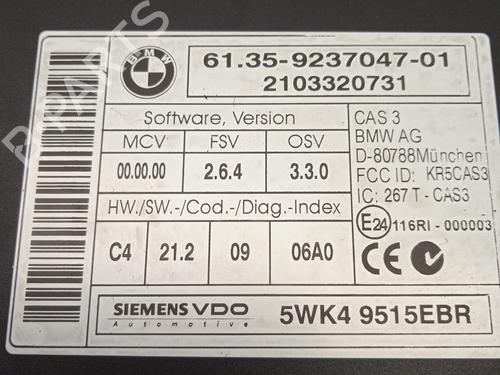 BMW
61.35-9237047-01
2103320731
Software, Version
MCV FSV OSV
00.00.00 2.6.4 3.3.0
HW./SW.-/Cod.-/Diag.-Index
C4 21.2 09 06A0
CAS 3
BMW AG
D-80788München
FCC ID: KR5CAS3
IC: 267 T - CAS3
E24 116RI - 000003
CE
SIEMENS VDO
Automotive
5WK4 9515EBR
B-PARTS